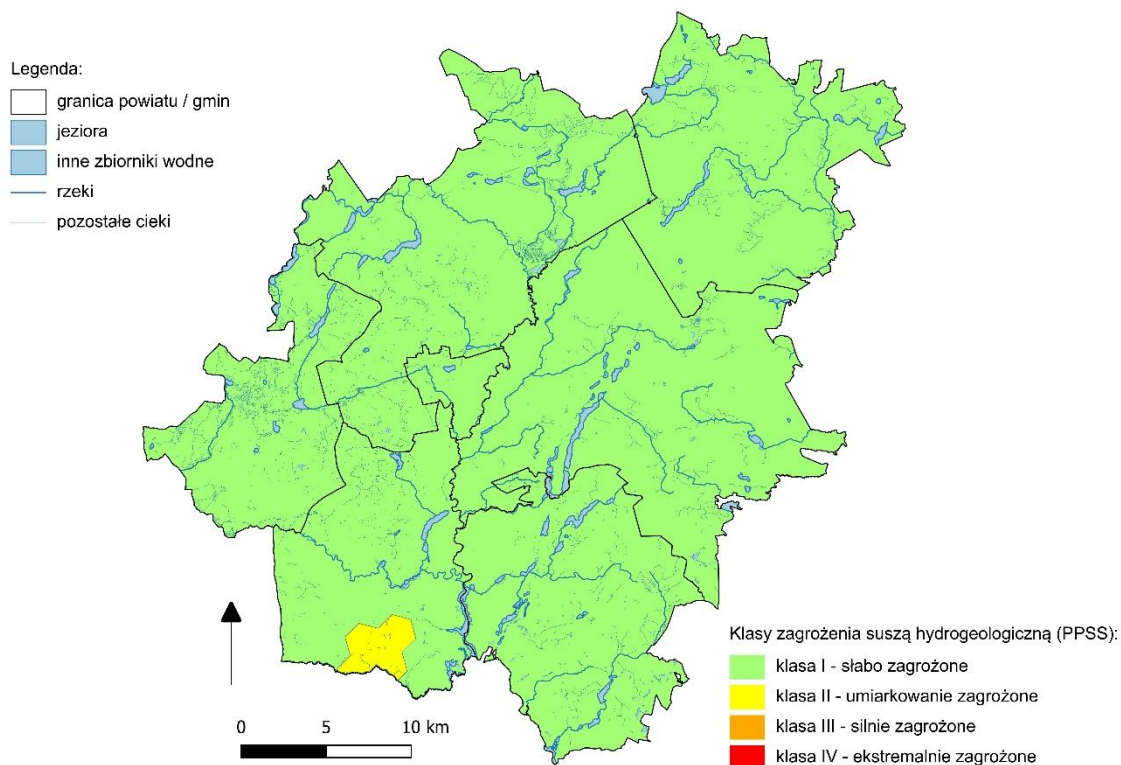 Legenda:
granica powiatu / gmin
jeziora
inne zbiorniki wodne
rzeki
pozostałe cieki
0 5 10 km
Klasy zagrożenia suszą hydrogeologiczną (PPSS):
klasa I - słabo zagrożone
klasa II - umiarkowanie zagrożone
klasa III - silnie zagrożone
klasa IV - ekstremalnie zagrożone